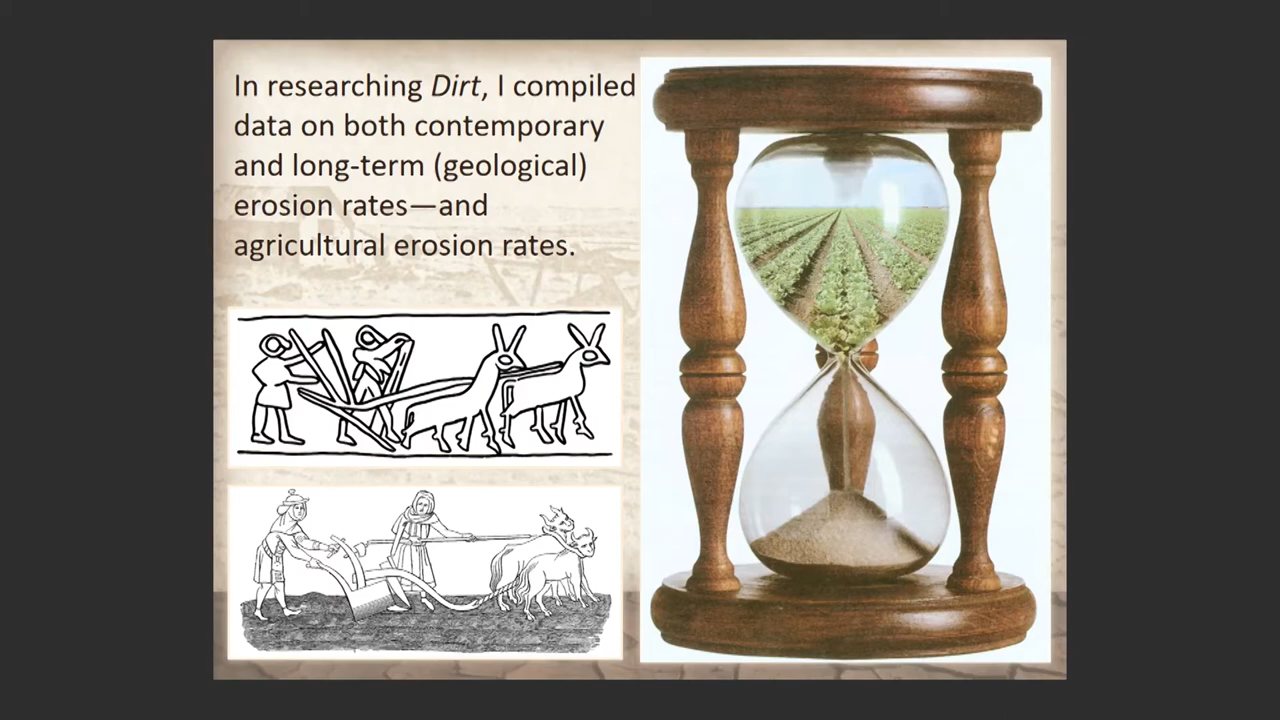 In researching Dirt, I compiled
data on both contemporary
and long-term (geological)
erosion rates—and
agricultural erosion rates.